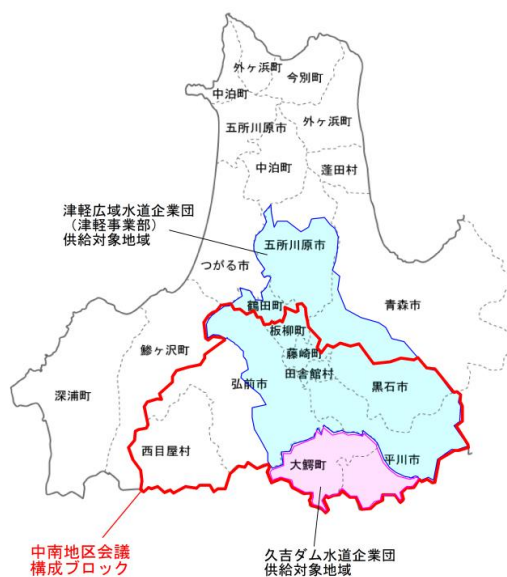 外ヶ浜町
今別町
中泊町
五所川原市
外ヶ浜町
中泊町
蓬田村
津軽広域水道企業団
（津軽事業部）
供給対象地域
五所川原市
つがる市
鶴田町
青森市
板柳町
鰺ヶ沢町
藤崎町
田舎館村
深浦町
弘前市
黒石市
西目屋村
大鰐町
平川市
中南地区会議
構成ブロック
久吉ダム水道企業団
供給対象地域